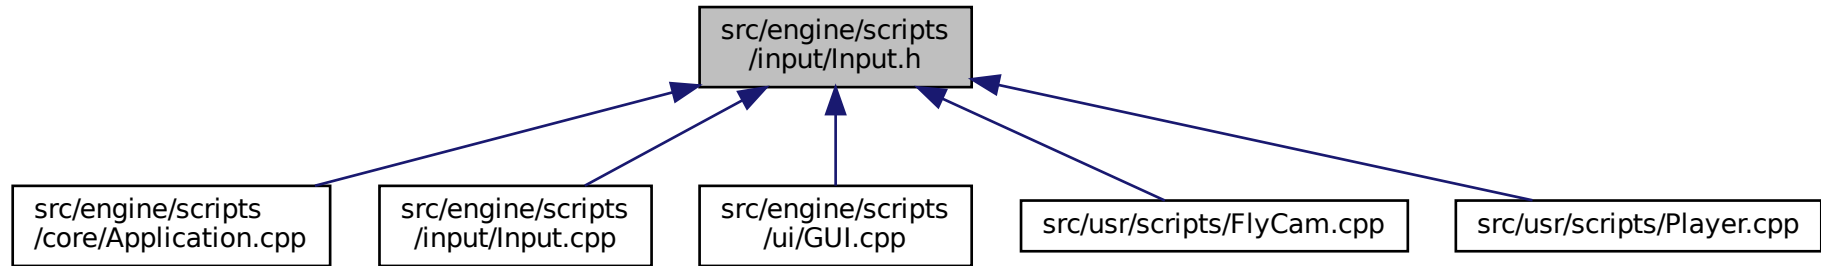 src/engine/scripts
/input/Input.h
src/engine/scripts
/core/Application.cpp
src/engine/scripts
/input/Input.cpp
src/engine/scripts
/ui/GUI.cpp
src/usr/scripts/FlyCam.cpp
src/usr/scripts/Player.cpp